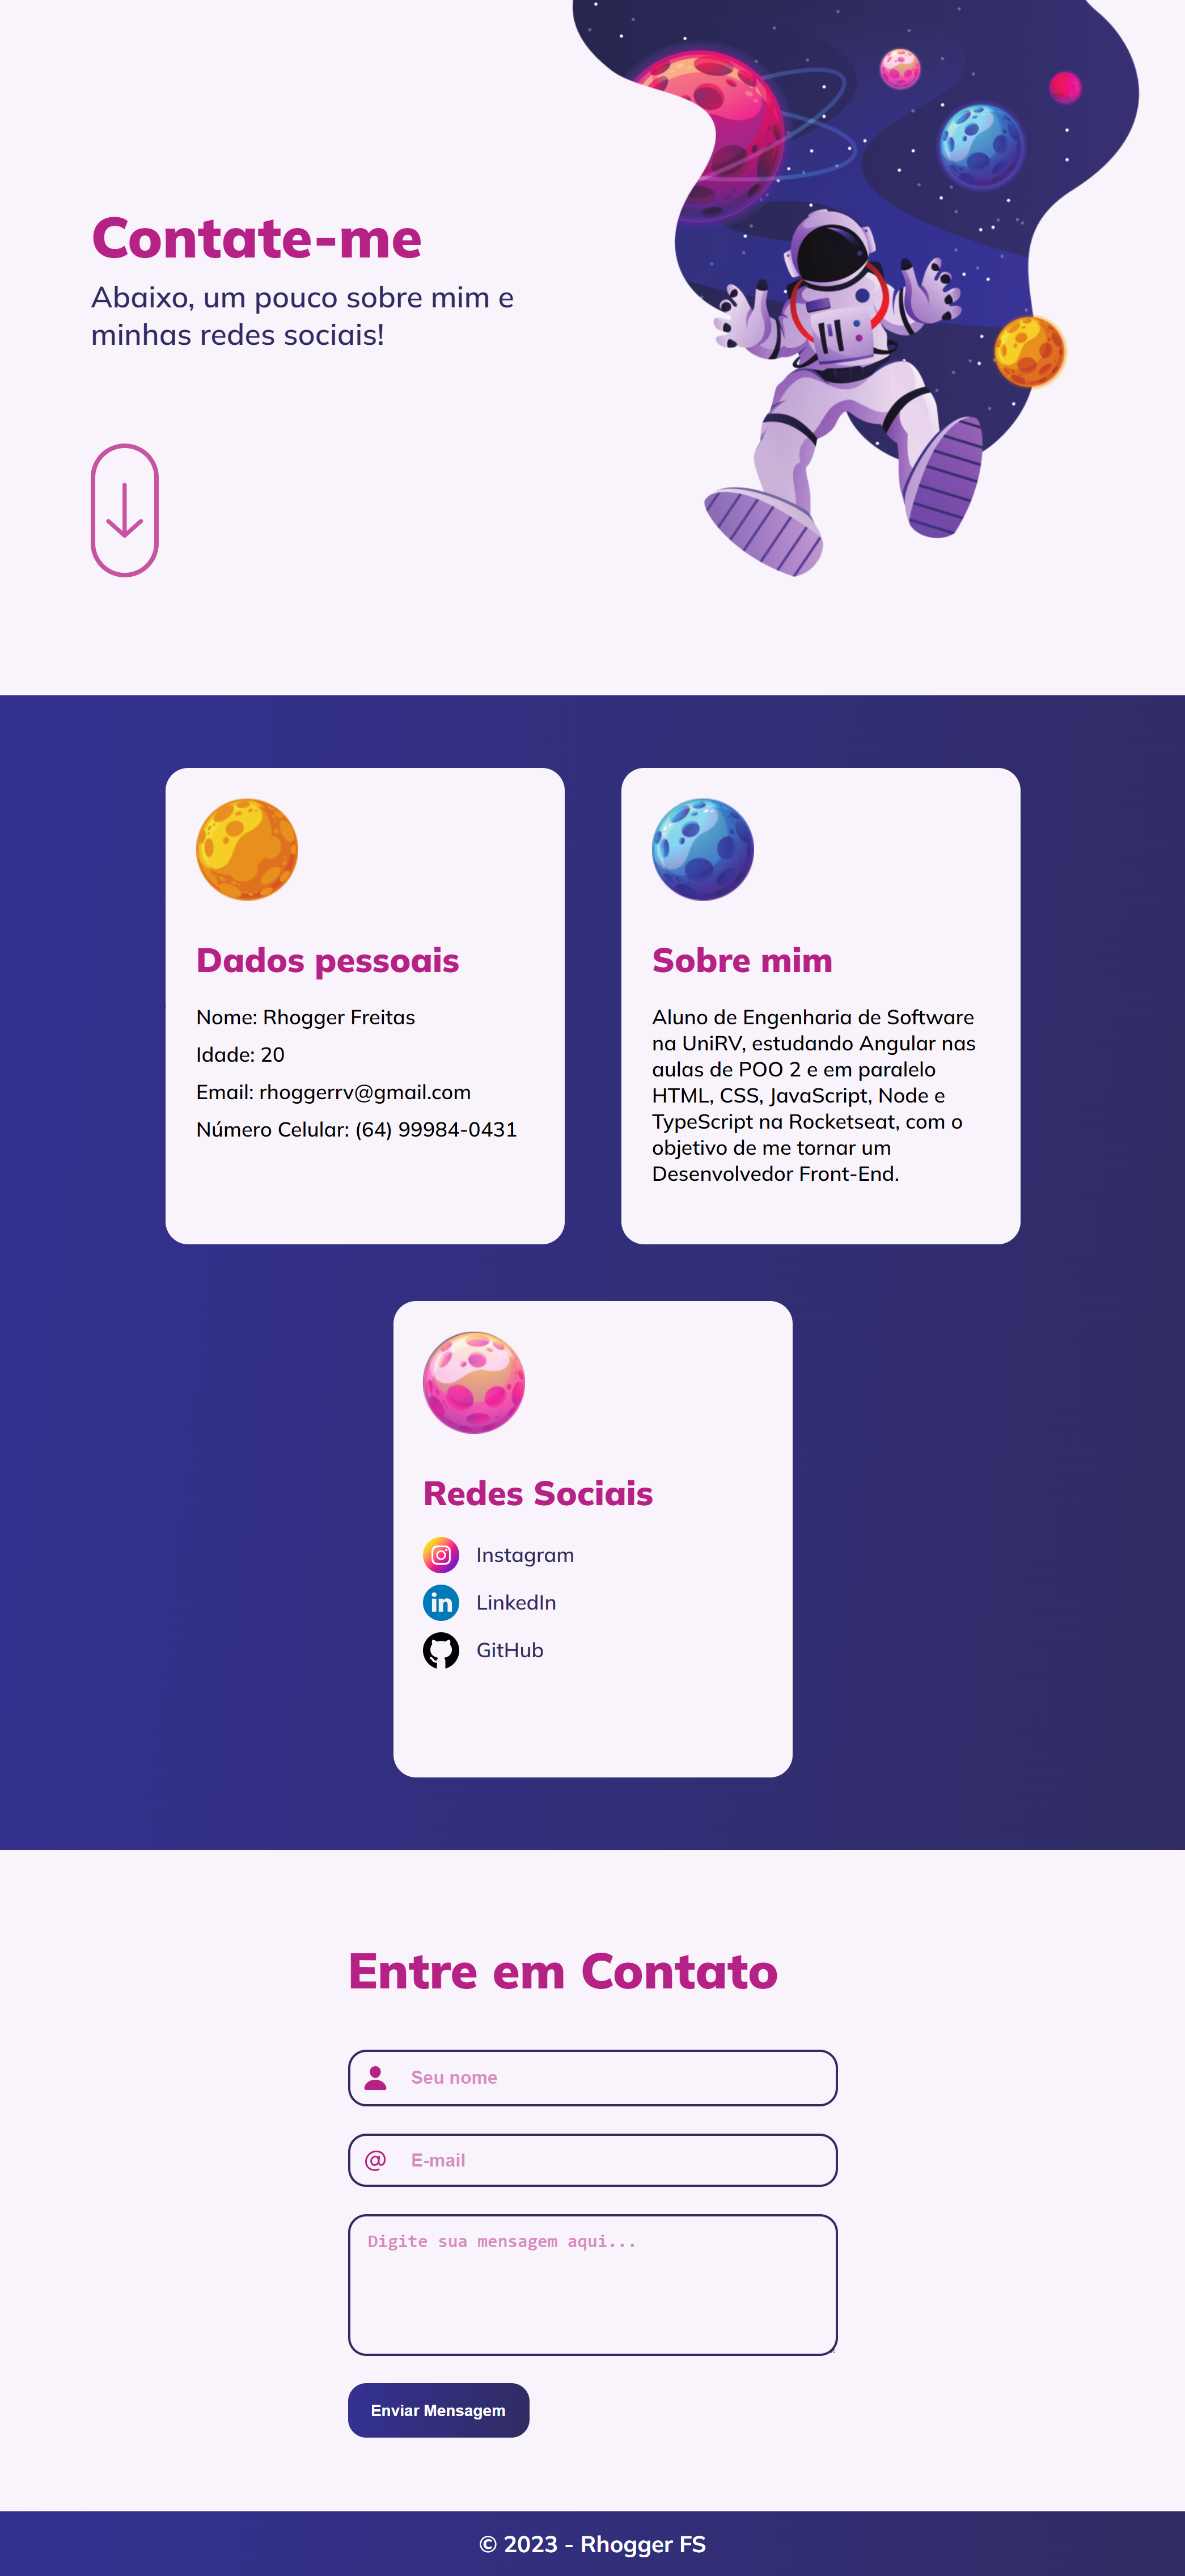 Contate-me
Abaixo, um pouco sobre mim e
minhas redes sociais!
Dados pessoais
Nome: Rhogger Freitas
Idade: 20
Email: rhoggerrv@gmail.com
Número Celular: (64) 99984-0431
Sobre mim
Aluno de Engenharia de Software
na UniRV, estudando Angular nas
aulas de POO 2 e em paralelo
HTML, CSS, JavaScript, Node e
TypeScript na Rocketseat, com o
objetivo de me tornar um
Desenvolvedor Front-End.
Redes Sociais
Instagram
in LinkedIn
GitHub
Entre em Contato
Seu nome
@ E-mail
Digite sua mensagem aqui...
Enviar Mensagem
© 2023 - Rhogger FS